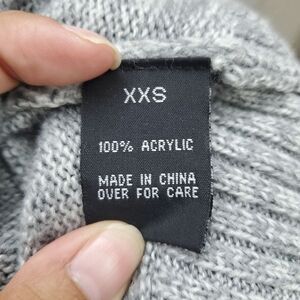 XXS
100% ACRYLIC
MADE IN CHINA
OVER FOR CARE